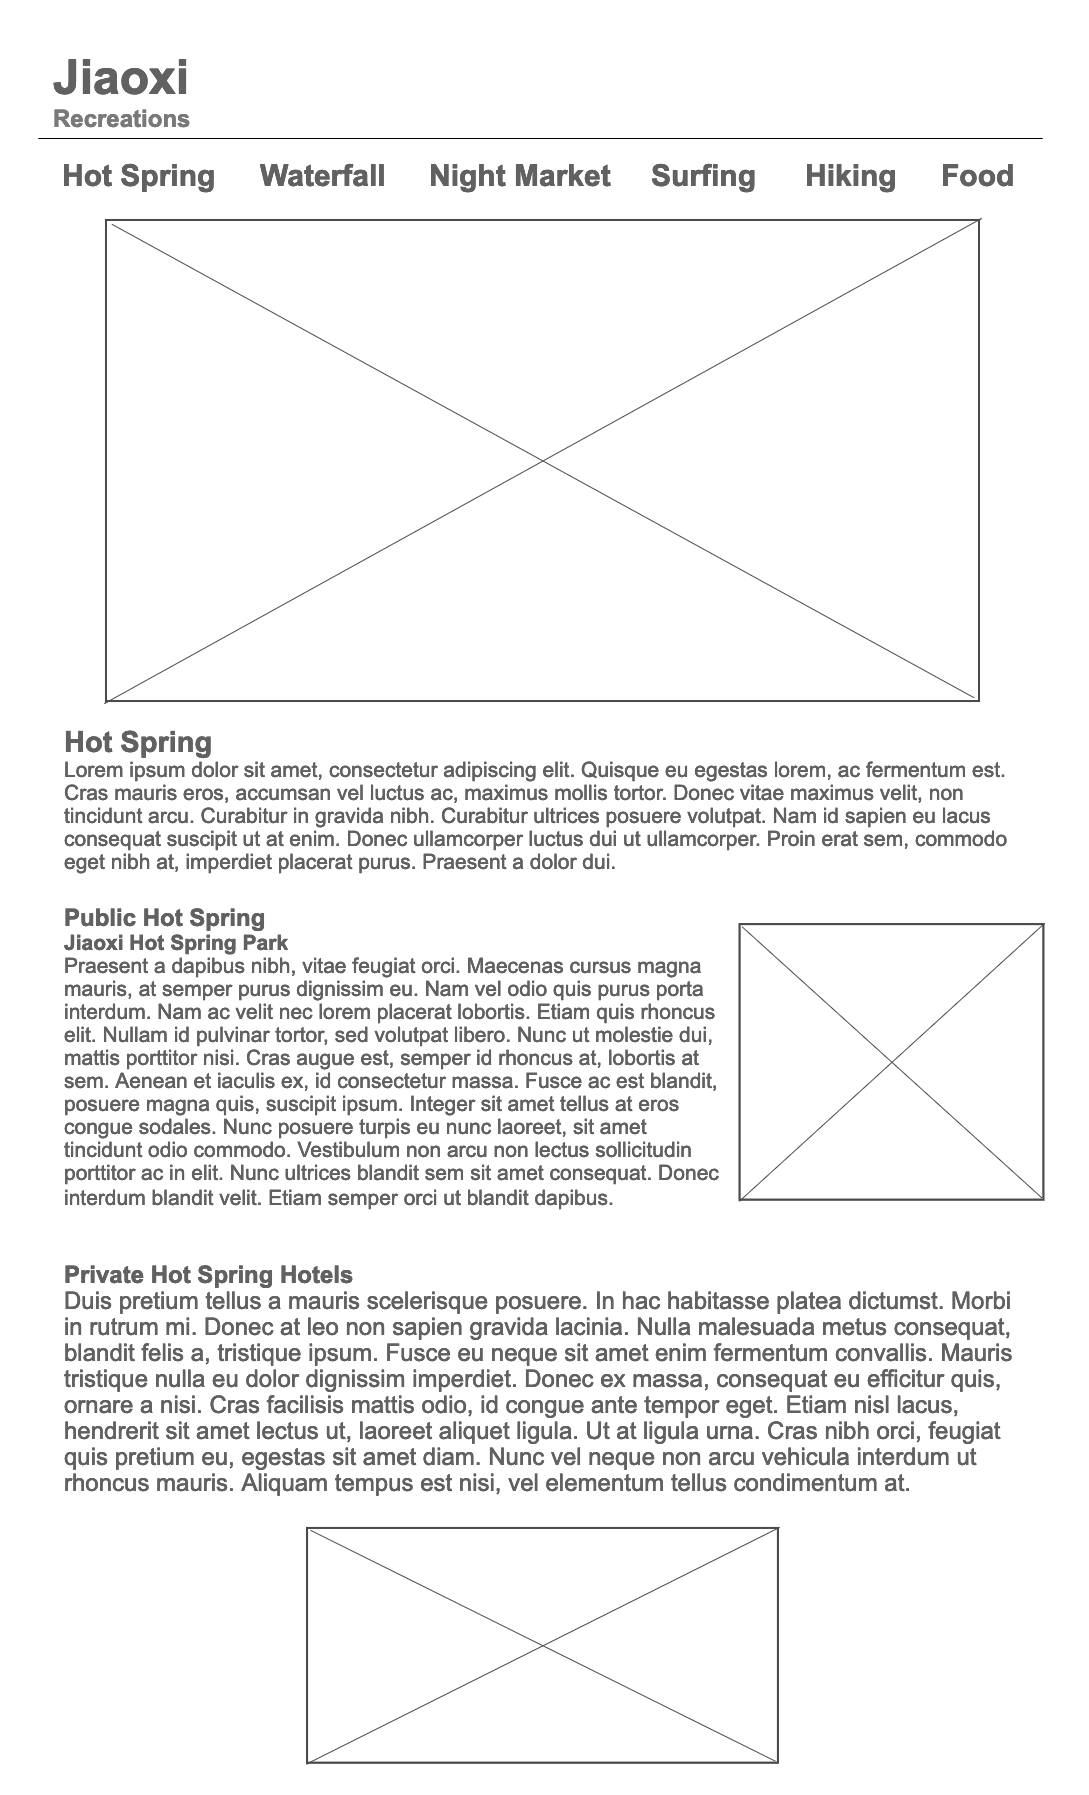 Jiaoxi
Recreations
Hot Spring Waterfall Night Market Surfing Hiking Food
Hot Spring
Lorem ipsum dolor sit amet, consectetur adipiscing elit. Quisque eu egestas lorem, ac fermentum est.
Cras mauris eros, accumsan vel luctus ac, maximus mollis tortor. Donec vitae maximus velit, non
tincidunt arcu. Curabitur in gravida nibh. Curabitur ultrices posuere volutpat. Nam id sapien eu lacus
consequat suscipit ut at enim. Donec ullamcorper luctus dui ut ullamcorper. Proin erat sem, commodo
eget nibh at, imperdiet placerat purus. Praesent a dolor dui.
Public Hot Spring
Jiaoxi Hot Spring Park
Praesent a dapibus nibh, vitae feugiat orci. Maecenas cursus magna
mauris, at semper purus dignissim eu. Nam vel odio quis purus porta
interdum. Nam ac velit nec lorem placerat lobortis. Etiam quis rhoncus
elit. Nullam id pulvinar tortor, sed volutpat libero. Nunc ut molestie dui,
mattis porttitor nisi. Cras augue est, semper id rhoncus at, lobortis at
sem. Aenean et iaculis ex, id consectetur massa. Fusce ac est blandit,
posuere magna quis, suscipit ipsum. Integer sit amet tellus at eros
congue sodales. Nunc posuere turpis eu nunc laoreet, sit amet
tincidunt odio commodo. Vestibulum non arcu non lectus sollicitudin
porttitor ac in elit. Nunc ultrices blandit sem sit amet consequat. Donec
interdum blandit velit. Etiam semper orci ut blandit dapibus.
Private Hot Spring Hotels
Duis pretium tellus a mauris scelerisque posuere. In hac habitasse platea dictumst. Morbi
in rutrum mi. Donec at leo non sapien gravida lacinia. Nulla malesuada metus consequat,
blandit felis a, tristique ipsum. Fusce eu neque sit amet enim fermentum convallis. Mauris
tristique nulla eu dolor dignissim imperdiet. Donec ex massa, consequat eu efficitur quis,
ornare a nisi. Cras facilisis mattis odio, id congue ante tempor eget. Etiam nisl lacus,
hendrerit sit amet lectus ut, laoreet aliquet ligula. Ut at ligula urna. Cras nibh orci, feugiat
quis pretium eu, egestas sit amet diam. Nunc vel neque non arcu vehicula interdum ut
rhoncus mauris. Aliquam tempus est nisi, vel elementum tellus condimentum at.